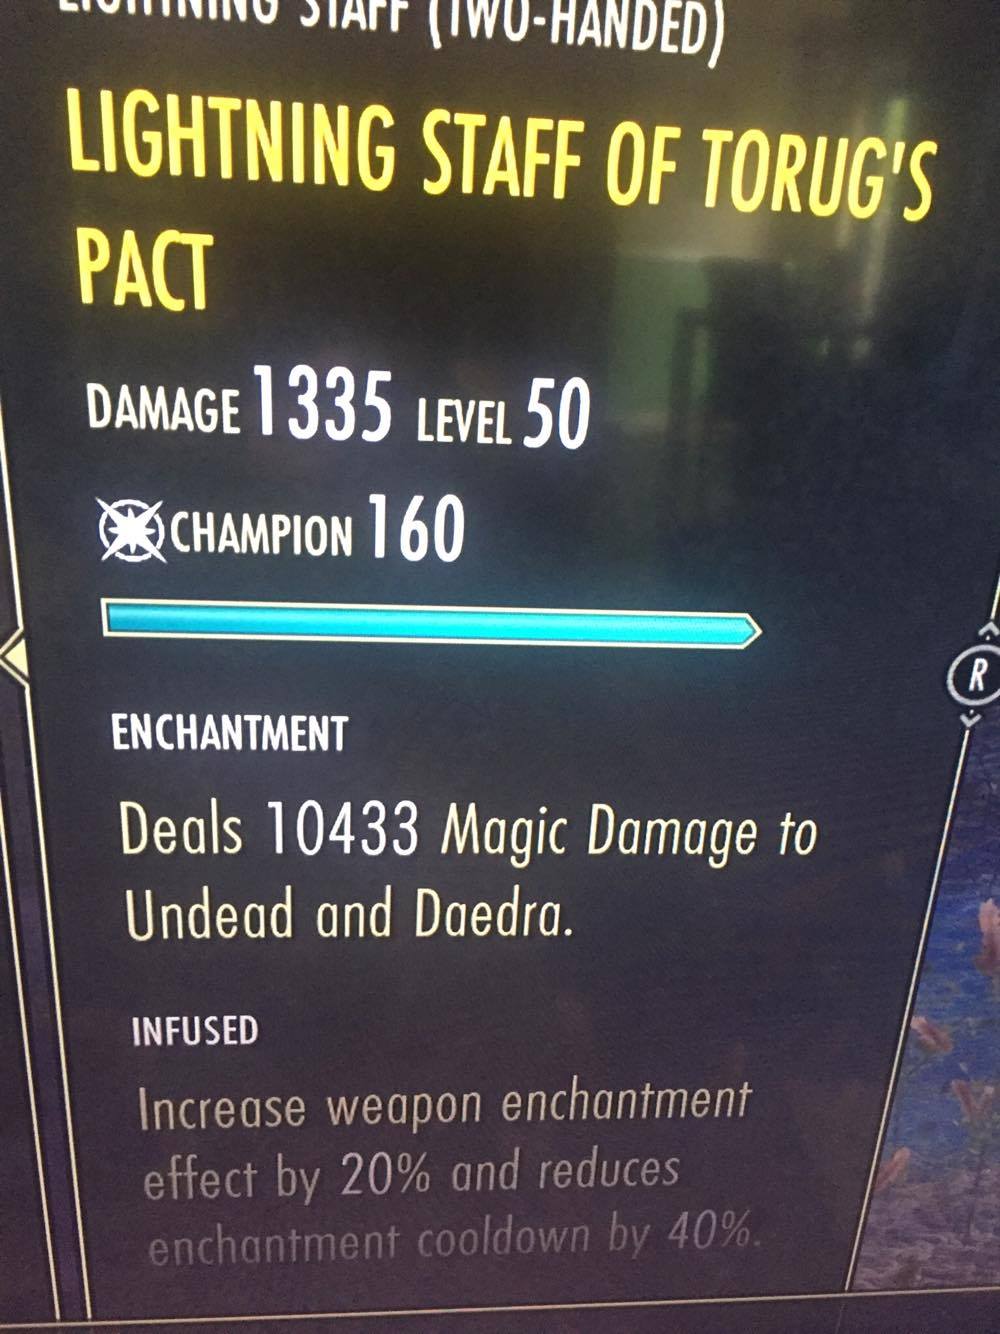 LIGHTNING STAFF (TWO-HANDED)
LIGHTNING STAFF OF TORUG'S
PACT
DAMAGE 1335 LEVEL 50
CHAMPION 160
R
ENCHANTMENT
Deals 10433 Magic Damage to
Undead and Daedra.
INFUSED
Increase weapon enchantment
effect by 20% and reduces
enchantment cooldown by 40%.